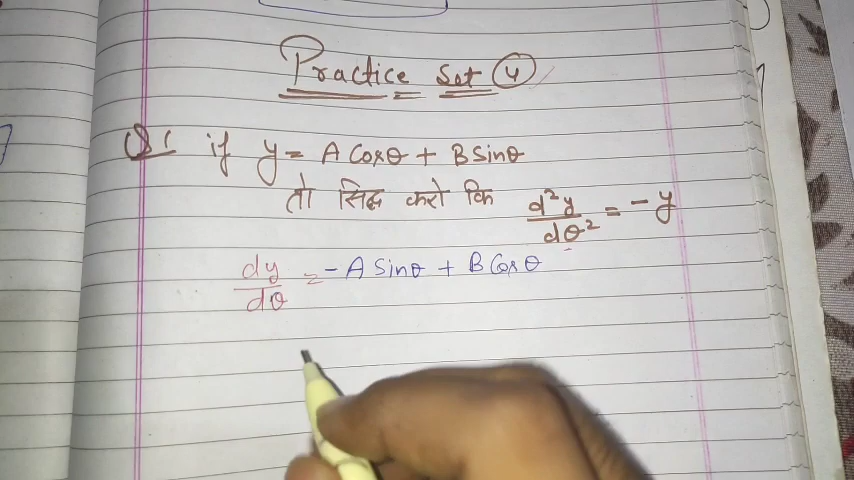 Practice Set 4
Q1 if y = A Cosθ + B Sinθ
तो सिद्ध करो कि d²y/dθ² = -y
dy/dθ = -A Sinθ + B Cosθ